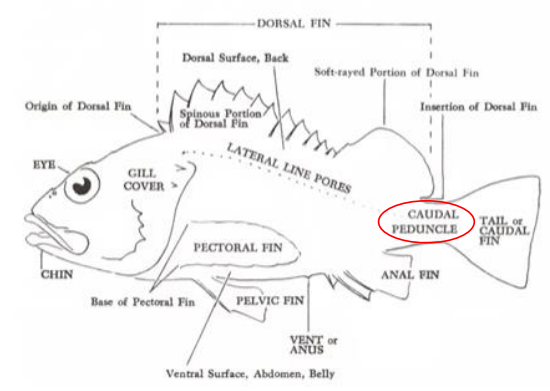 DORSAL FIN
Dorsal Surface, Back
Soft-rayed Portion of Dorsal Fin
Origin of Dorsal Fin
Spinous Portion
of Dorsal Fin
Insertion of Dorsal Fin
LATERAL LINE PORES
EYE
GILL
COVER
CAUDAL
PEDUNCLE
TAIL or
CAUDAL
FIN
PECTORAL FIN
CHIN
ANAL FIN
Base of Pectoral Fin
PELVIC FIN
VENT or
ANUS
Ventral Surface, Abdomen, Belly